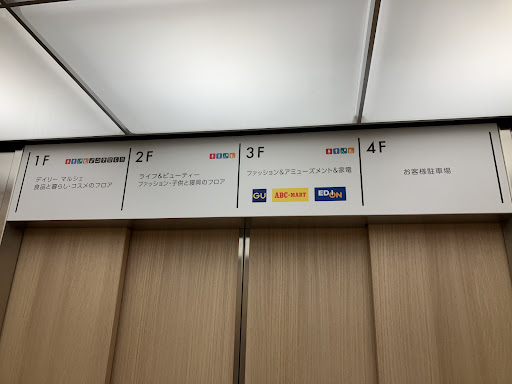 1F
デイリー マルシェ
食品と暮らし・コスメのフロア
2F
ライフ&ビューティー
ファッション・子供と寝具のフロア
3F
ファッション&アミューズメント&家電
GU
ABC-MART
EDION
4F
お客様駐車場